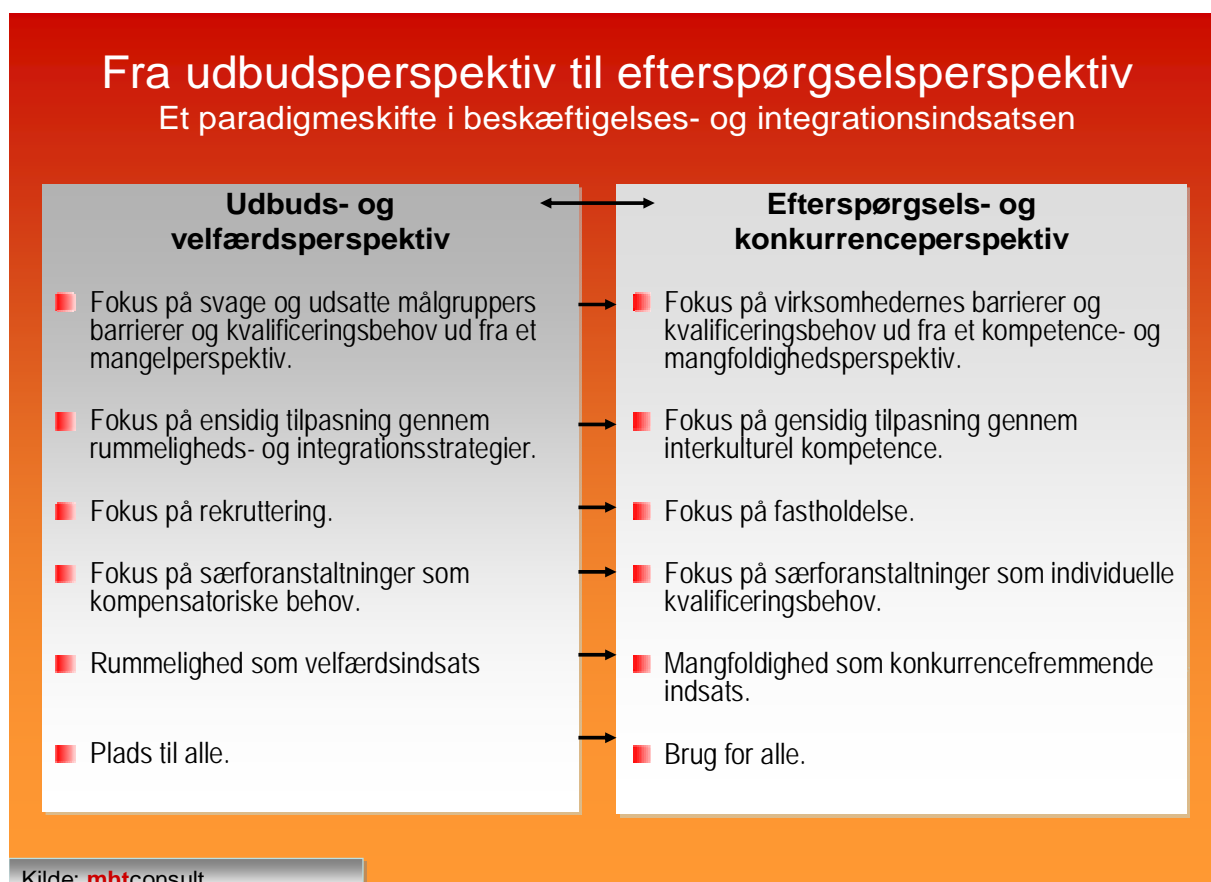 Fra udbudsperspektiv til efterspørgselsperspektiv
Et paradigmeskifte i beskæftigelses- og integrationsindsatsen
Udbuds- og
velfærdsperspektiv
Fokus på svage og udsatte målgruppers
barrierer og kvalificeringsbehov ud fra et
mangelperspektiv.
Fokus på ensidig tilpasning gennem
rummeligheds- og integrationsstrategier.
Fokus på rekruttering.
Fokus på særforanstaltninger som
kompensatoriske behov.
Rummelighed som velfærdsindsats
Plads til alle.
Efterspørgsels- og
konkurrenceperspektiv
Fokus på virksomhedernes barrierer og
kvalificeringsbehov ud fra et kompetence- og
mangfoldighedsperspektiv.
Fokus på gensidig tilpasning gennem
interkulturel kompetence.
Fokus på fastholdelse.
Fokus på særforanstaltninger som individuelle
kvalificeringsbehov.
Mangfoldighed som konkurrencefremmende
indsats.
Brug for alle.
Kilde: mhtconsult